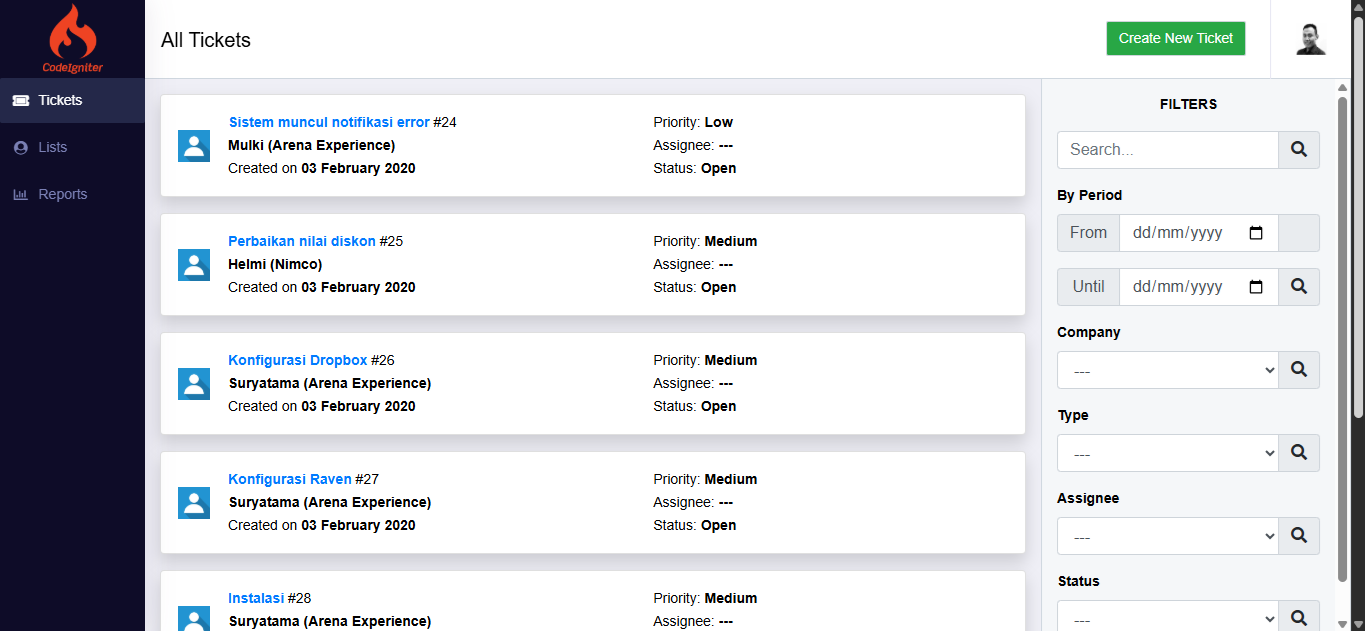 CodeIgniter
Tickets
Lists
Reports
All Tickets
Create New Ticket
Sistem muncul notifikasi error #24
Mulki (Arena Experience)
Created on 03 February 2020
Priority: Low
Assignee: ---
Status: Open
Perbaikan nilai diskon #25
Helmi (Nimco)
Created on 03 February 2020
Priority: Medium
Assignee: ---
Status: Open
Konfigurasi Dropbox #26
Suryatama (Arena Experience)
Created on 03 February 2020
Priority: Medium
Assignee: ---
Status: Open
Konfigurasi Raven #27
Suryatama (Arena Experience)
Created on 03 February 2020
Priority: Medium
Assignee: ---
Status: Open
Instalasi #28
Suryatama (Arena Experience)
Priority: Medium
Assignee: ---
FILTERS
Search...
By Period
From dd/mm/yyyy
Until dd/mm/yyyy
Company
---
Type
---
Assignee
---
Status
---